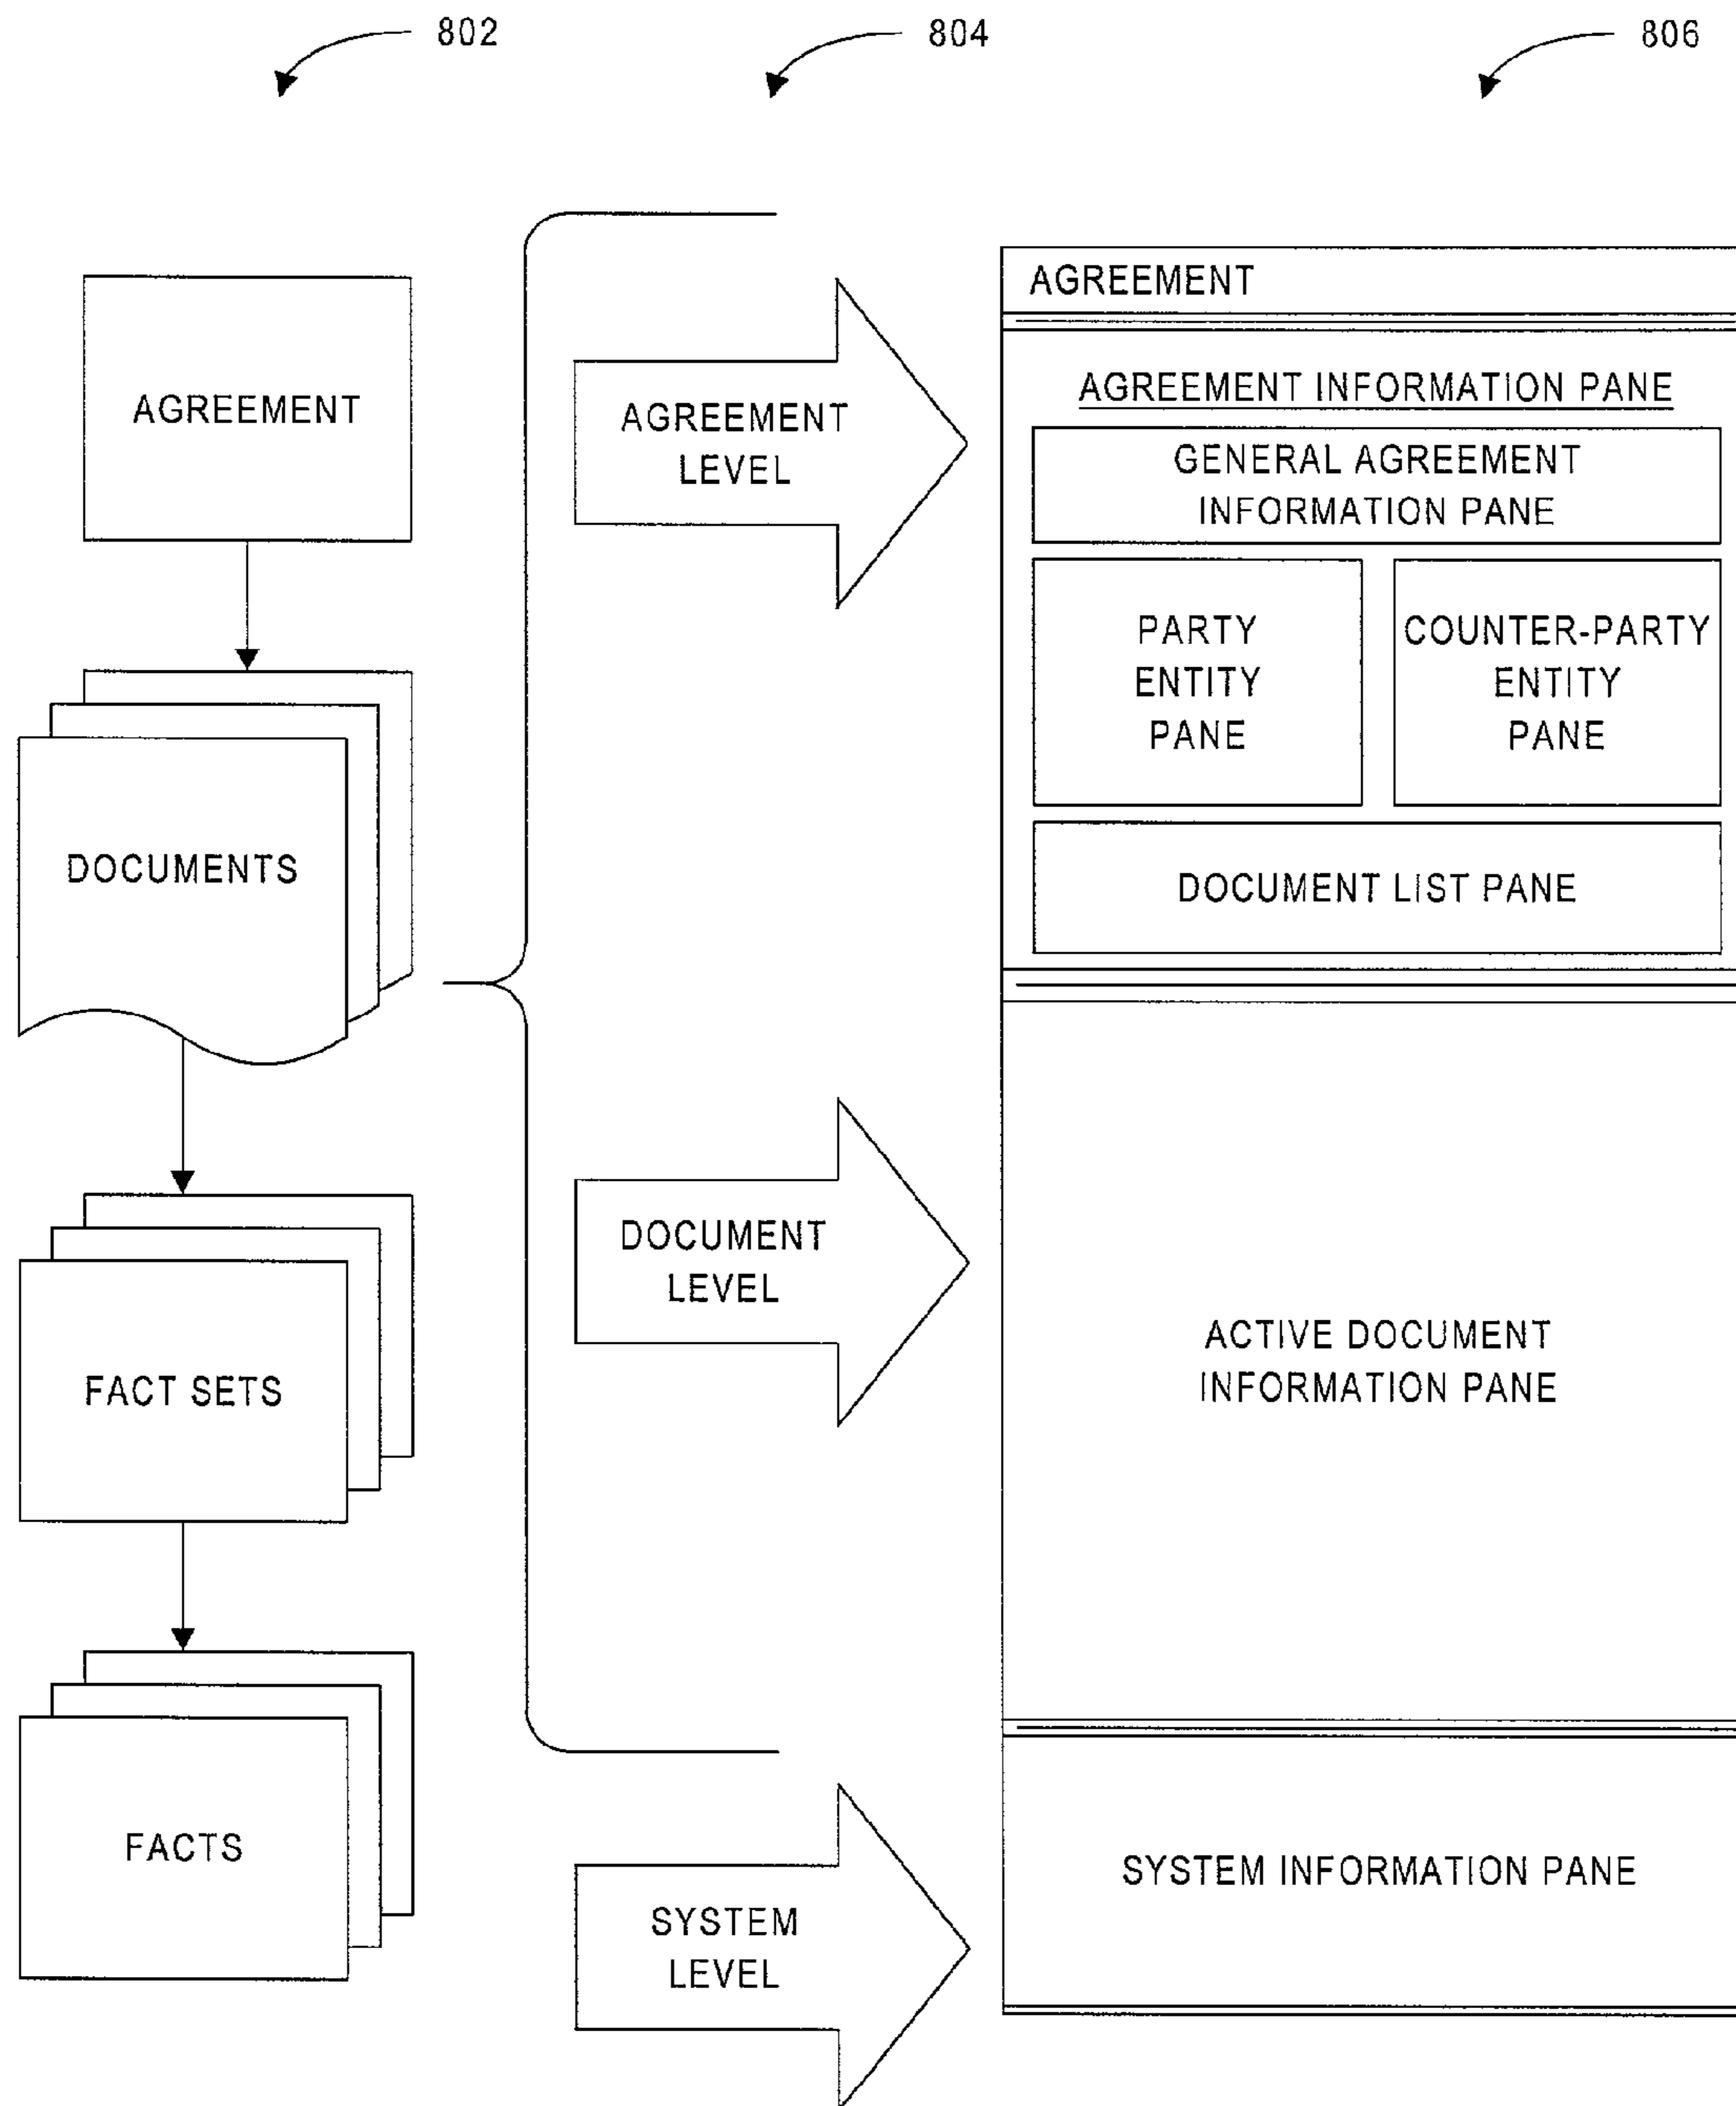 802
804
806
AGREEMENT
DOCUMENTS
FACT SETS
FACTS
AGREEMENT
LEVEL
DOCUMENT
LEVEL
SYSTEM
LEVEL
AGREEMENT
AGREEMENT INFORMATION PANE
GENERAL AGREEMENT
INFORMATION PANE
PARTY
ENTITY
PANE
COUNTER-PARTY
ENTITY
PANE
DOCUMENT LIST PANE
ACTIVE DOCUMENT
INFORMATION PANE
SYSTEM INFORMATION PANE